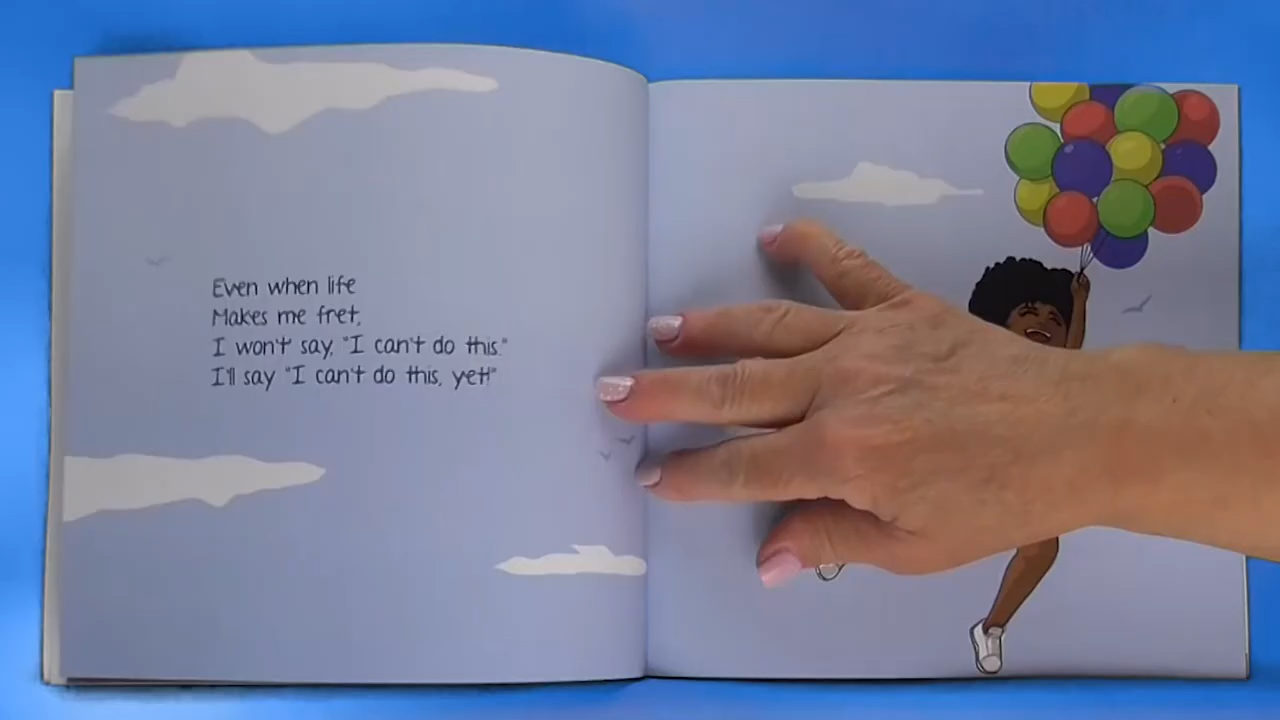 Even when life
Makes me fret,
I won't say, "I can't do this."
I'll say "I can't do this, yet!"